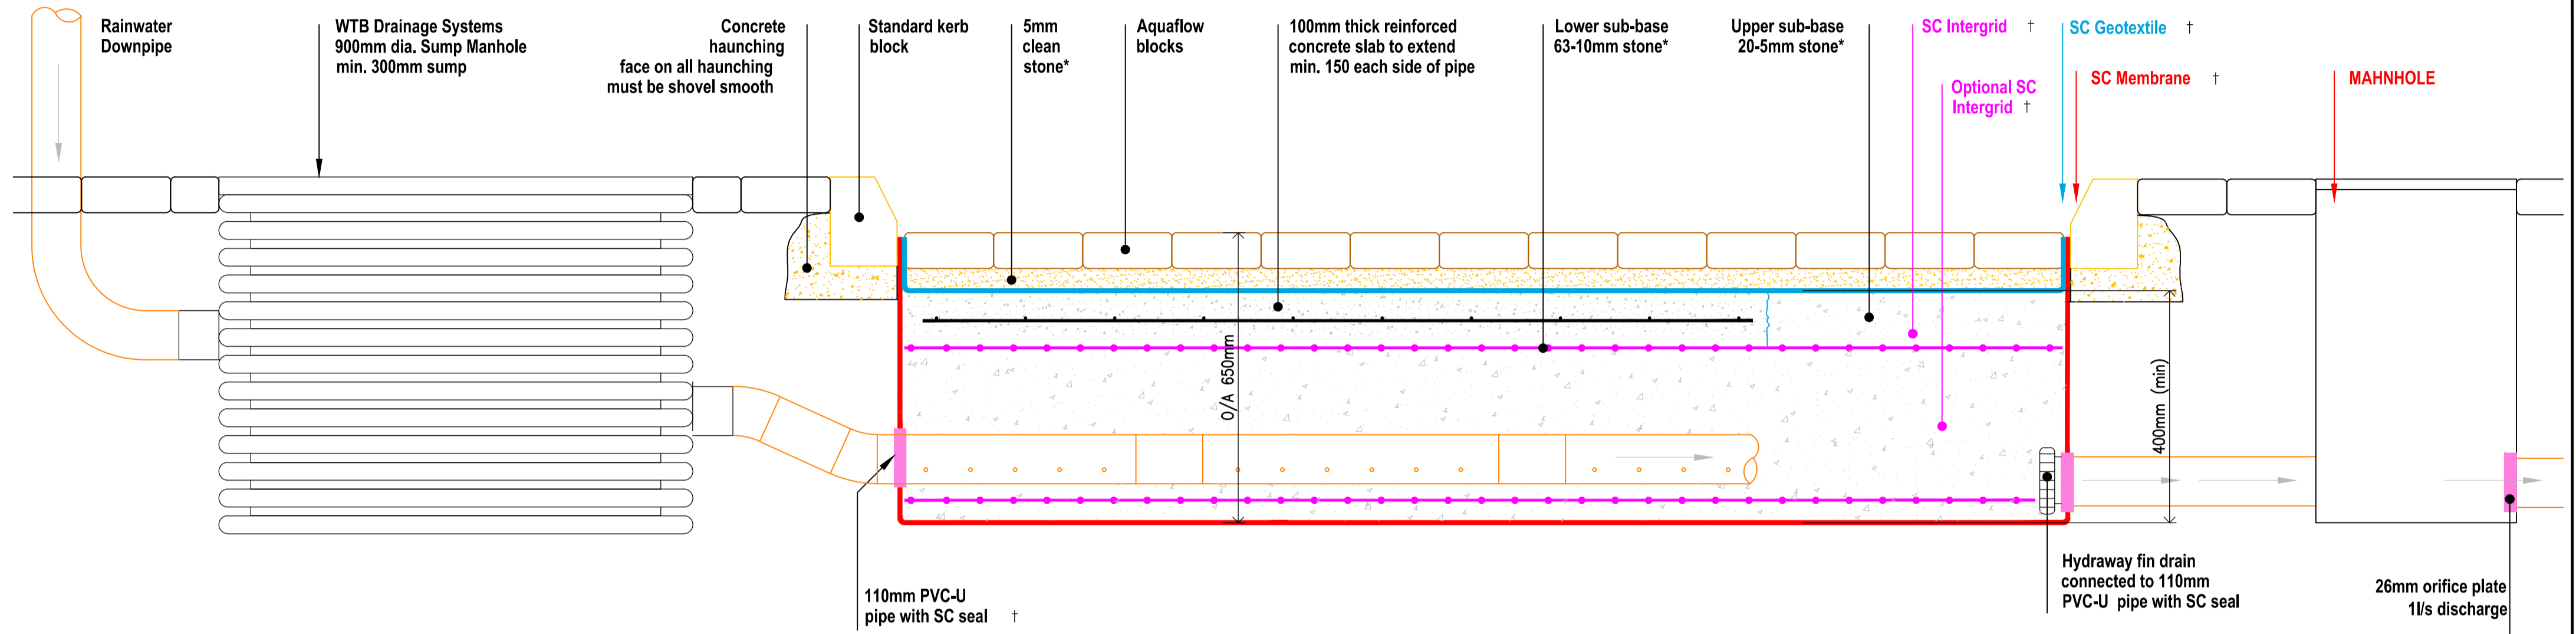 Rainwater
Downpipe
WTB Drainage Systems
900mm dia. Sump Manhole
min. 300mm sump
Concrete
haunching
face on all haunching
must be shovel smooth
Standard kerb
block
5mm
clean
stone*
Aquaflow
blocks
100mm thick reinforced
concrete slab to extend
min. 150 each side of pipe
Lower sub-base
63-10mm stone*
Upper sub-base
20-5mm stone*
SC Intergrid †
Optional SC
Intergrid †
SC Geotextile †
SC Membrane †
MAHNHOLE
O/A 650mm
400mm (min)
110mm PVC-U
pipe with SC seal †
Hydraway fin drain
connected to 110mm
PVC-U pipe with SC seal
26mm orifice plate
1l/s discharge